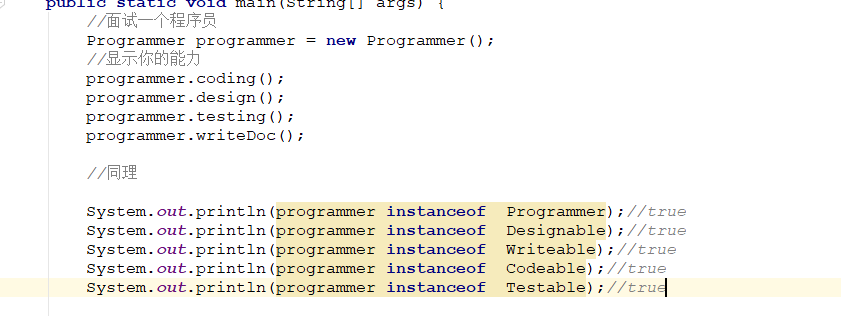 public static void main(String[] args) {
//面试一个程序员
Programmer programmer = new Programmer();
//显示你的能力
programmer.coding();
programmer.design();
programmer.testing();
programmer.writeDoc();
//同理
System.out.println(programmer instanceof  Programmer);//true
System.out.println(programmer instanceof  Designable);//true
System.out.println(programmer instanceof  Writeable);//true
System.out.println(programmer instanceof  Codeable);//true
System.out.println(programmer instanceof  Testable);//true